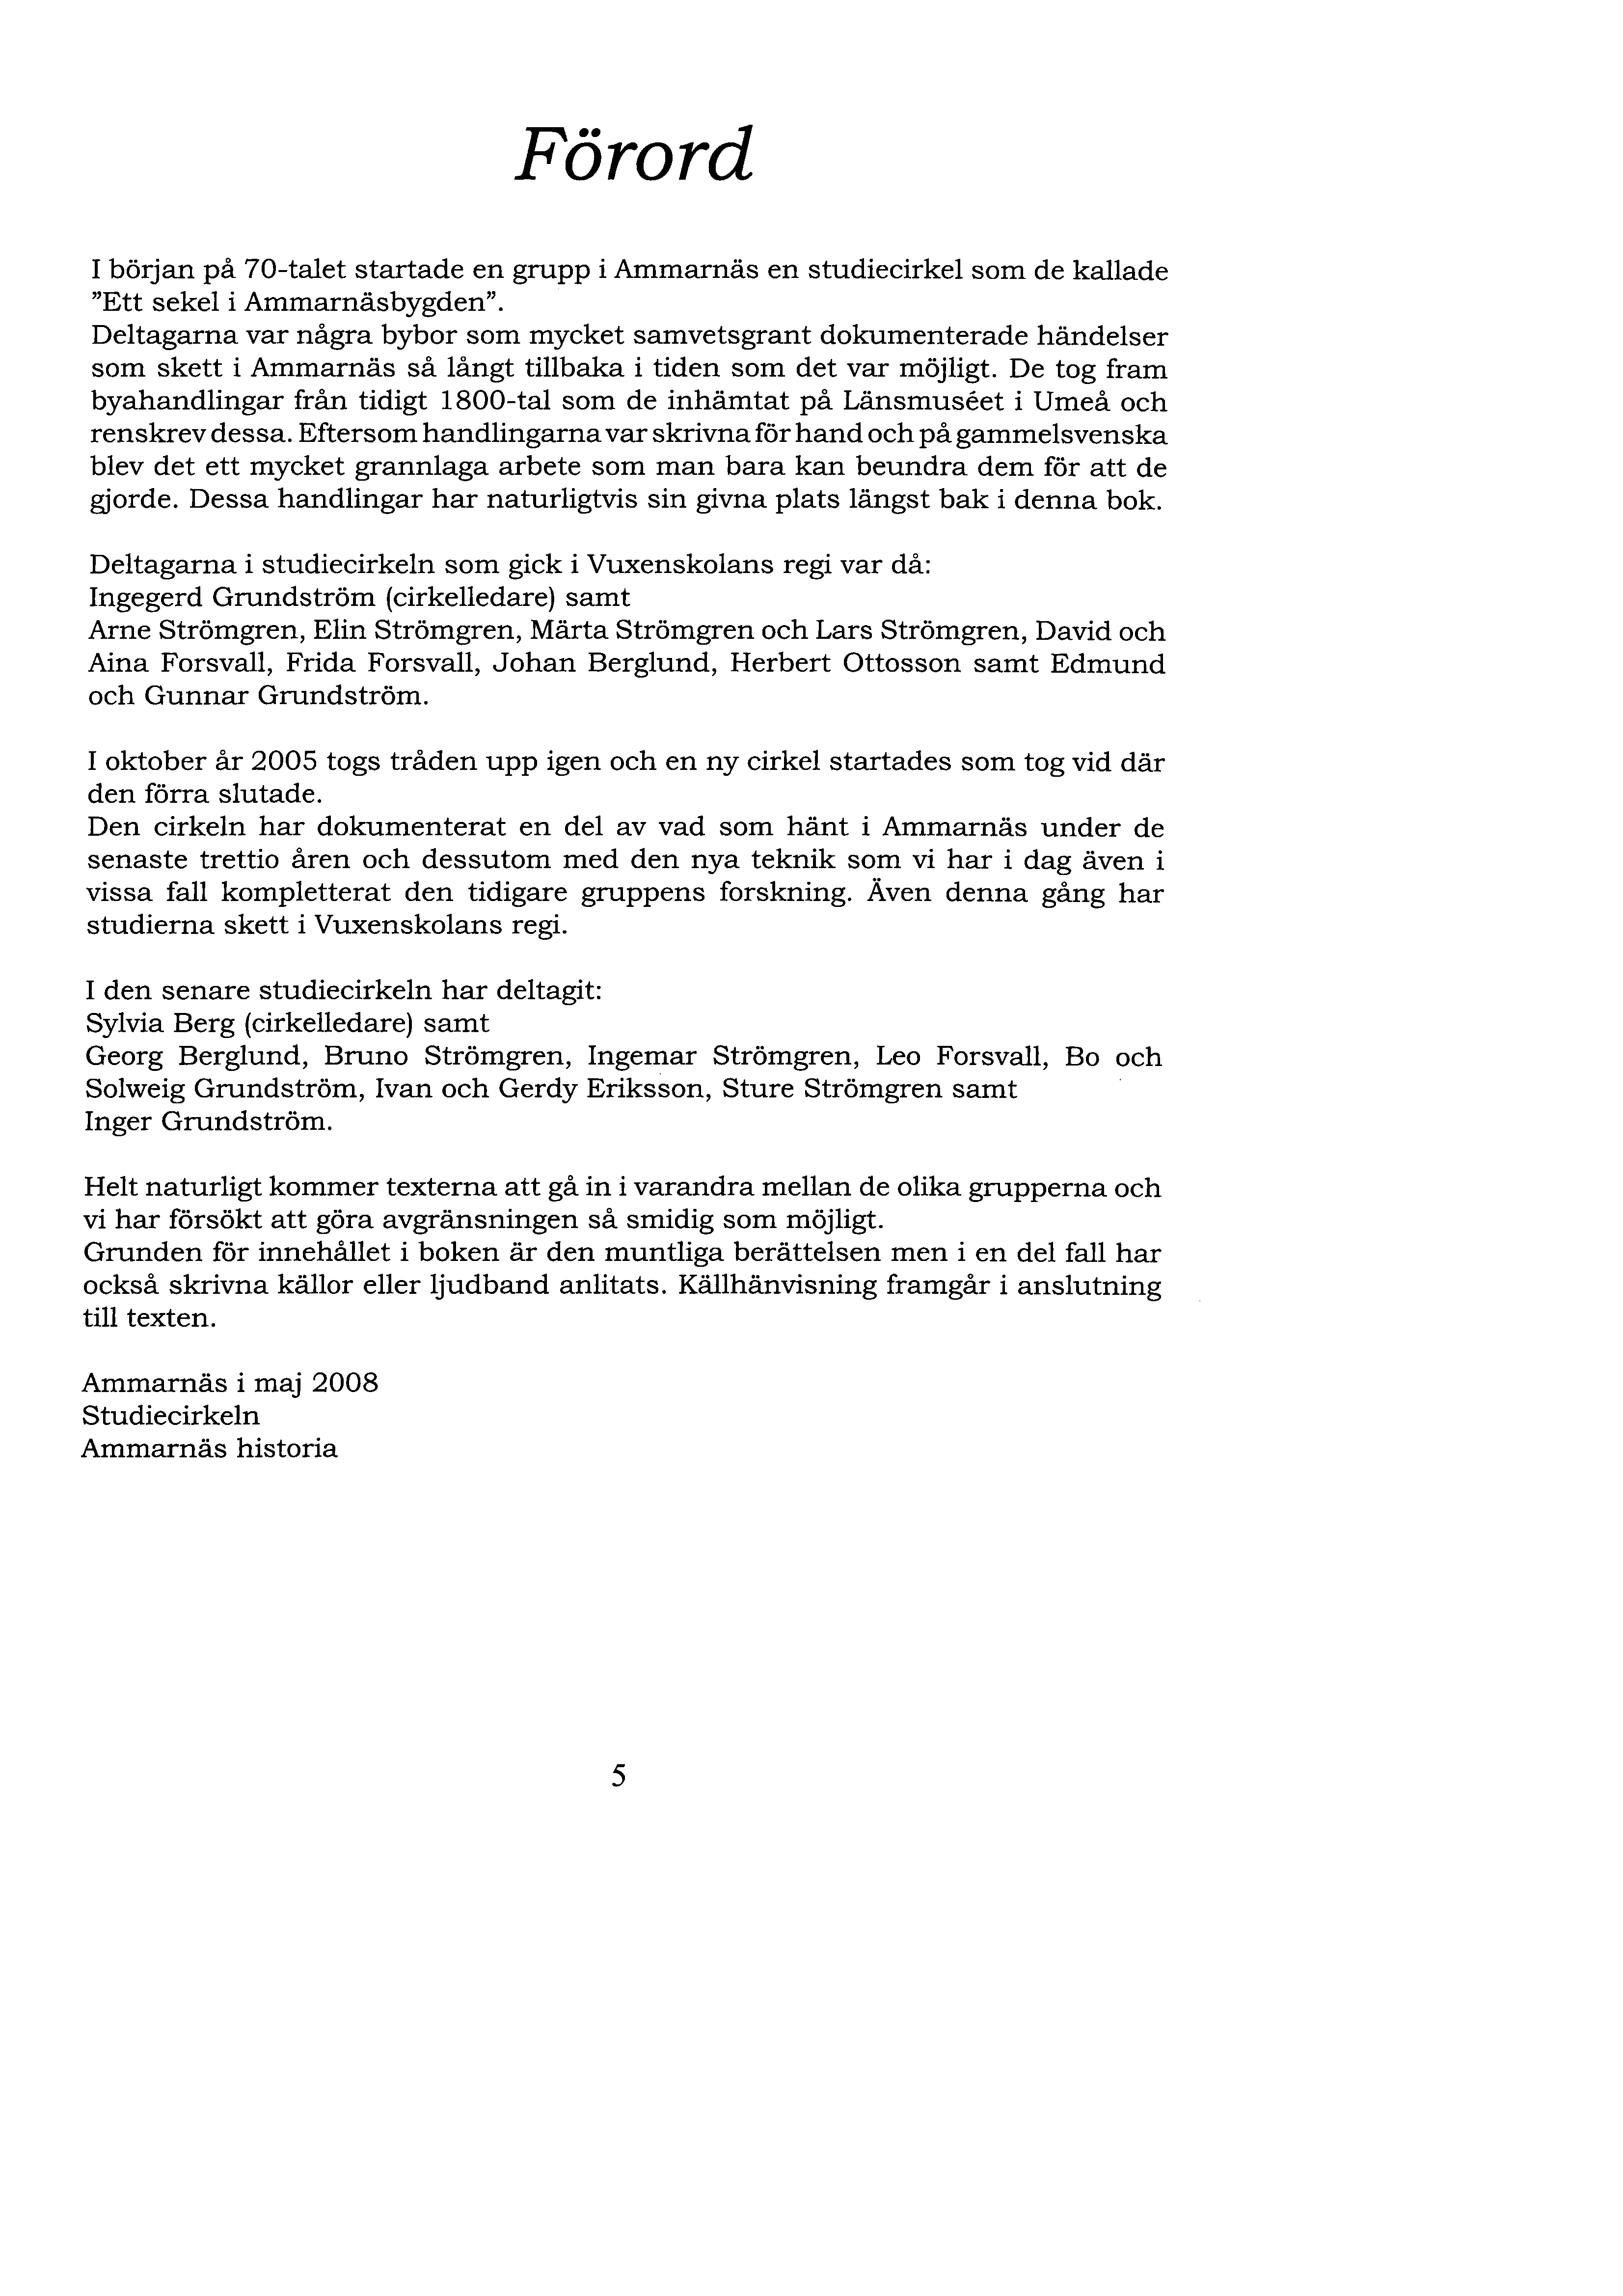 Förord
I början på 70-talet startade en grupp i Ammarnäs en studiecirkel som de kallade
”Ett sekel i Ammarnäsbygden”.
Deltagarna var några bybor som mycket samvetsgrant dokumenterade händelser
som skett i Ammarnäs så långt tillbaka i tiden som det var möjligt. De tog fram
byahandlingar från tidigt 1800-tal som de inhämtat på Länsmuséet i Umeå och
renskrev dessa. Eftersom handlingarna var skrivna för hand och på gammelsvenska
blev det ett mycket grannlaga arbete som man bara kan beundra dem för att de
gjorde. Dessa handlingar har naturligtvis sin givna plats längst bak i denna bok.
Deltagarna i studiecirkeln som gick i Vuxenskolans regi var då:
Ingegerd Grundström (cirkelledare) samt
Arne Strömgren, Elin Strömgren, Märta Strömgren och Lars Strömgren, David och
Aina Forsvall, Frida Forsvall, Johan Berglund, Herbert Ottosson samt Edmund
och Gunnar Grundström.
I oktober år 2005 togs tråden upp igen och en ny cirkel startades som tog vid där
den förra slutade.
Den cirkeln har dokumenterat en del av vad som hänt i Ammarnäs under de
senaste trettio åren och dessutom med den nya teknik som vi har i dag även i
vissa fall kompletterat den tidigare gruppens forskning. Även denna gång har
studierna skett i Vuxenskolans regi.
I den senare studiecirkeln har deltagit:
Sylvia Berg (cirkelledare) samt
Georg Berglund, Bruno Strömgren, Ingemar Strömgren, Leo Forsvall, Bo och
Solweig Grundström, Ivan och Gerdy Eriksson, Sture Strömgren samt
Inger Grundström.
Helt naturligt kommer texterna att gå in i varandra mellan de olika grupperna och
vi har försökt att göra avgränsningen så smidig som möjligt.
Grunden för innehållet i boken är den muntliga berättelsen men i en del fall har
också skrivna källor eller ljudband anlitats. Källhänvisning framgår i anslutning
till texten.
Ammarnäs i maj 2008
Studiecirkeln
Ammarnäs historia
5